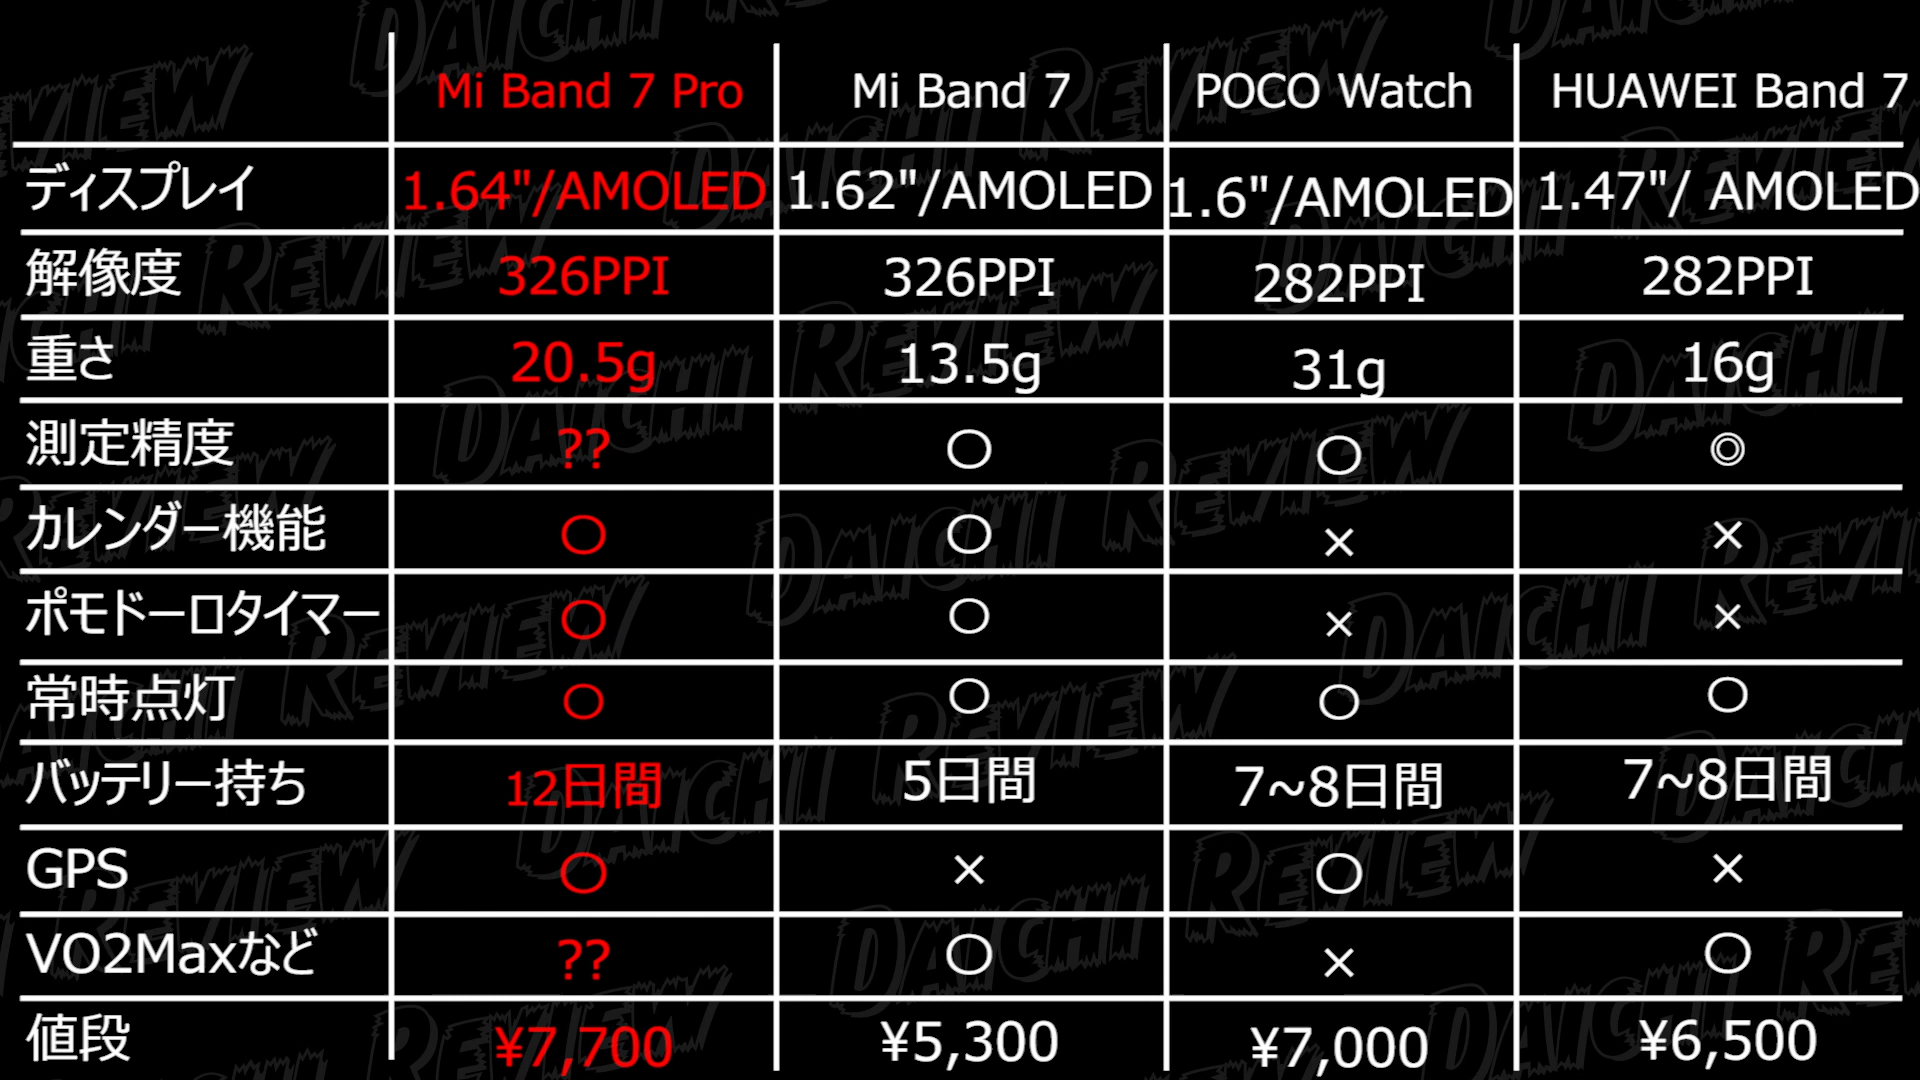 Mi Band 7 Pro Mi Band 7 POCO Watch HUAWEI Band 7
ディスプレイ 1.64"/AMOLED 1.62"/AMOLED 1.6"/AMOLED 1.47"/ AMOLED
解像度 326PPI 326PPI 282PPI 282PPI
重さ 20.5g 13.5g 31g 16g
測定精度 ?? 〇 〇 ◎
カレンダー機能 〇 〇 × ×
ポモドーロタイマー 〇 〇 × ×
常時点灯 〇 〇 〇 〇
バッテリー持ち 12日間 5日間 7~8日間 7~8日間
GPS 〇 × 〇 ×
VO2Maxなど ?? 〇 × 〇
値段 ¥7,700 ¥5,300 ¥7,000 ¥6,500
DAICHI REVIEW